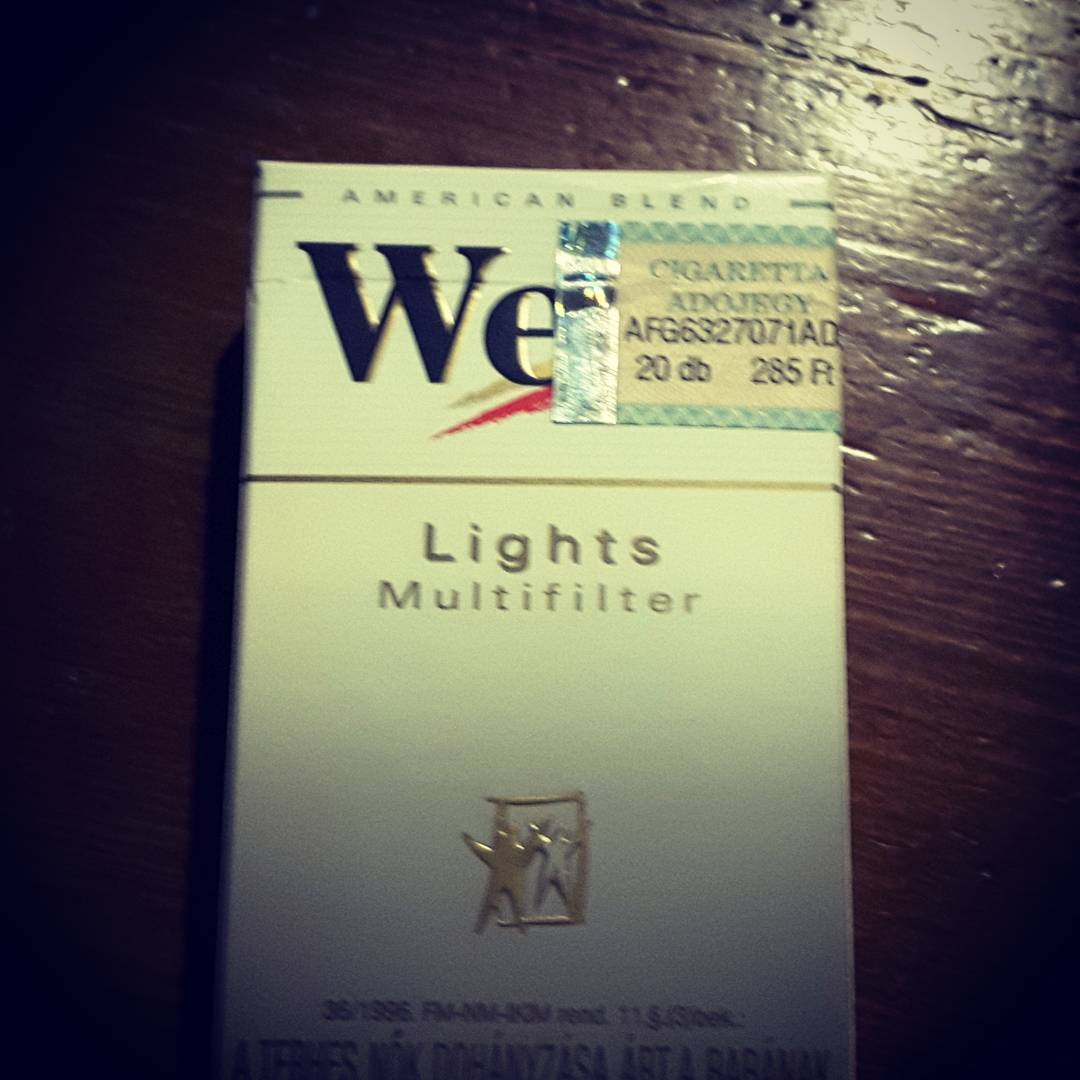 AMERICAN BLEND
We
CIGARETTA
ADÓJEGY
AFG6327071AD
20 db 285 Ft
Lights
Multifilter
36/1996. FM-NM-IKM rend. 11 §.(3)bek.:
A TERHES NŐK DOHÁNYZÁSA ÁRT A BABÁNAK